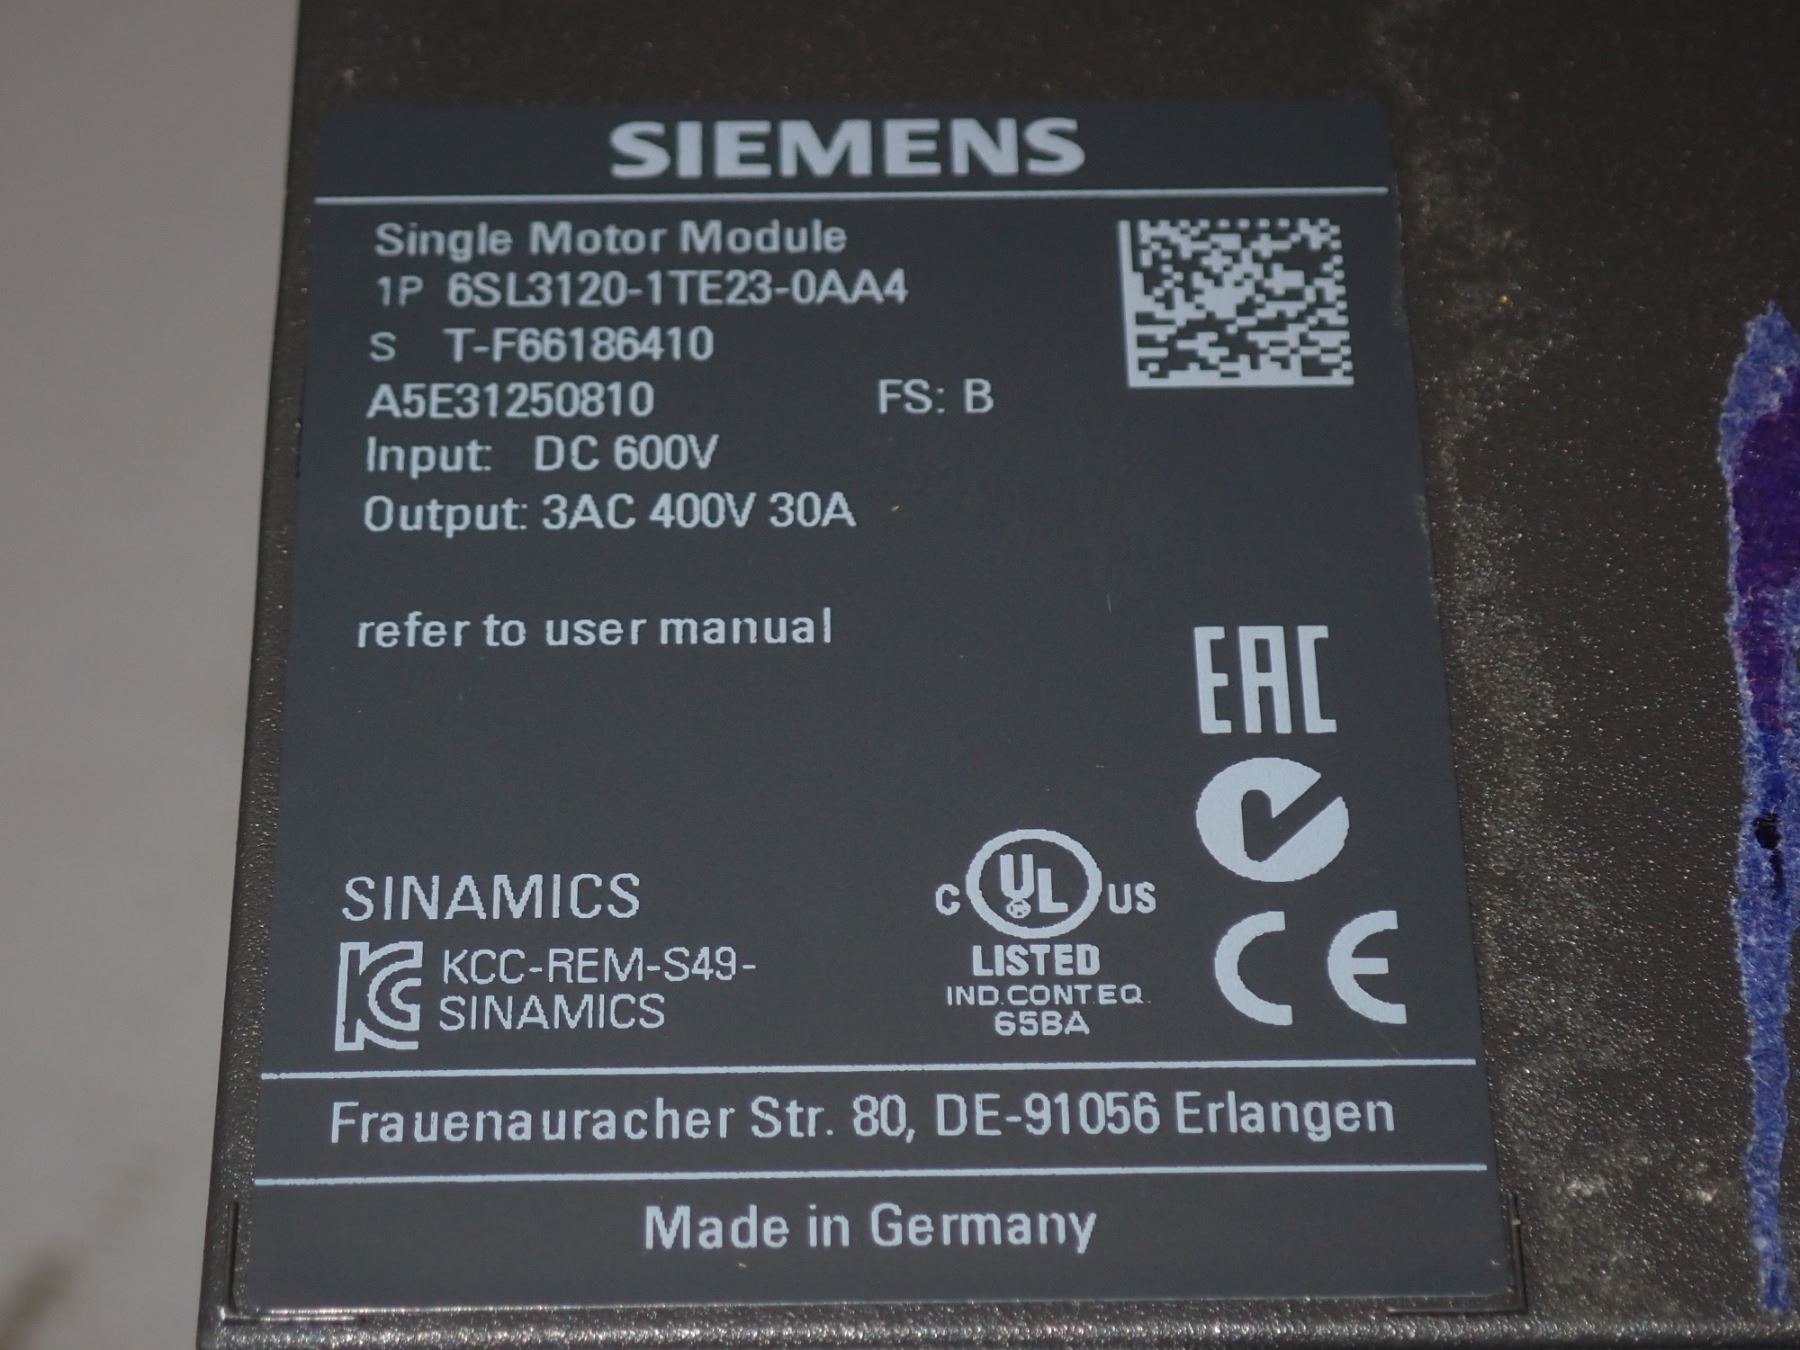 SIEMENS
Single Motor Module
1P 6SL3120-1TE23-0AA4
S T-F66186410
A5E31250810 FS: B
Input: DC 600V
Output: 3AC 400V 30A
refer to user manual
EAC
SINAMICS
C UL US
LISTED
IND.CONT.EQ.
65BA
CE
KC KCC-REM-S49-
SINAMICS
Frauenauracher Str. 80, DE-91056 Erlangen
Made in Germany